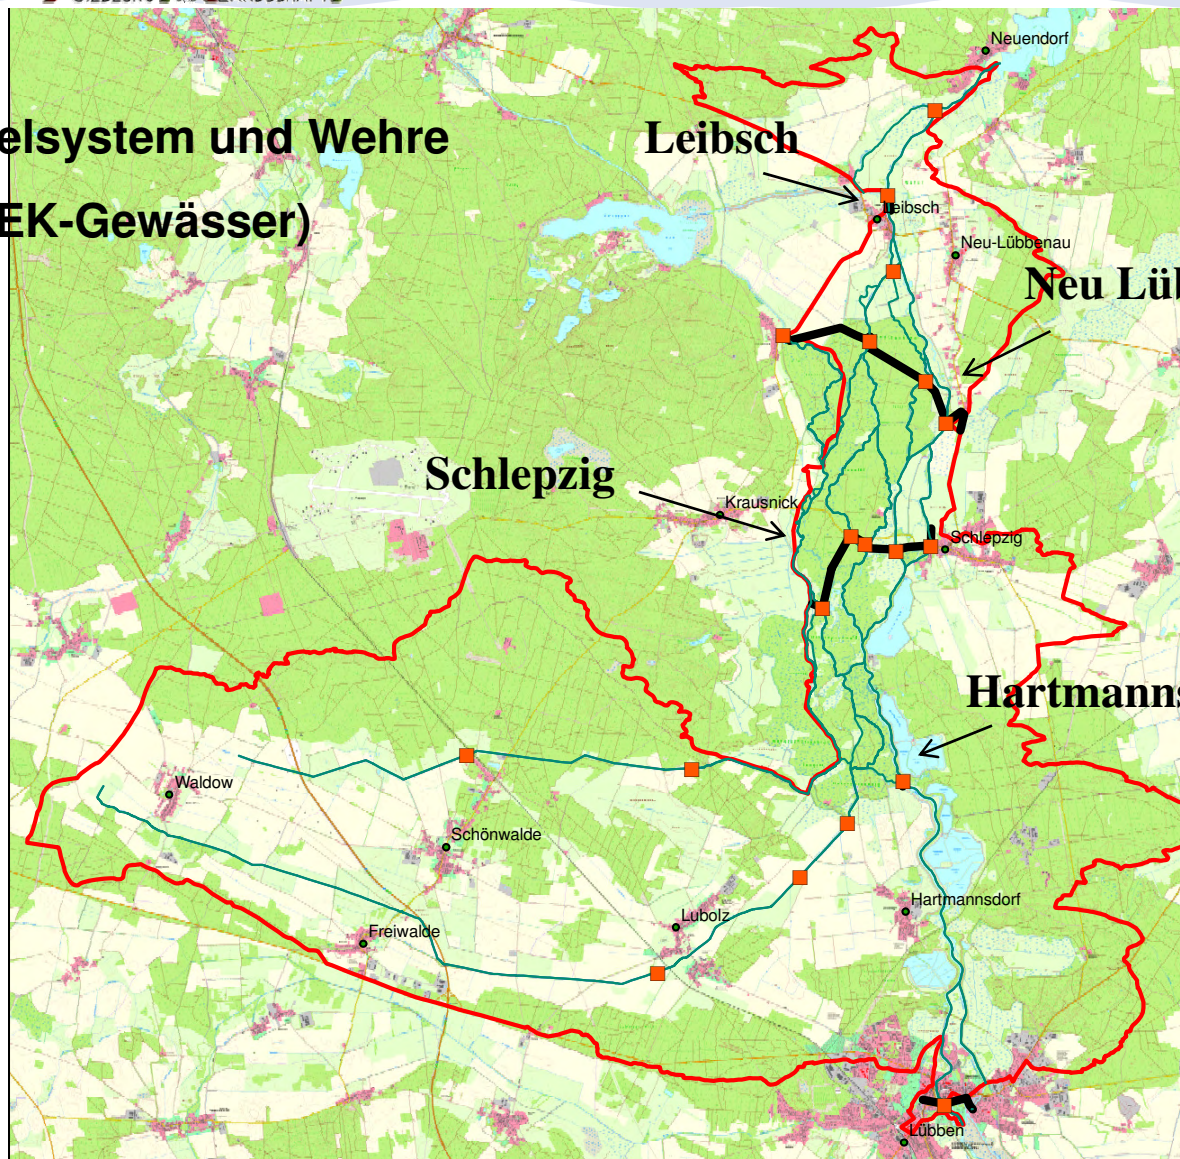 elsystem und Wehre
EK-Gewässer)
Neuendorf
Leibsch
Leibsch
Neu-Lübbenau
Neu Lüb
Schlepzig
Krausnick
Schlepzig
Hartmanns
Waldow
Schönwalde
Hartmannsdorf
Lubolz
Freiwalde
Lübben